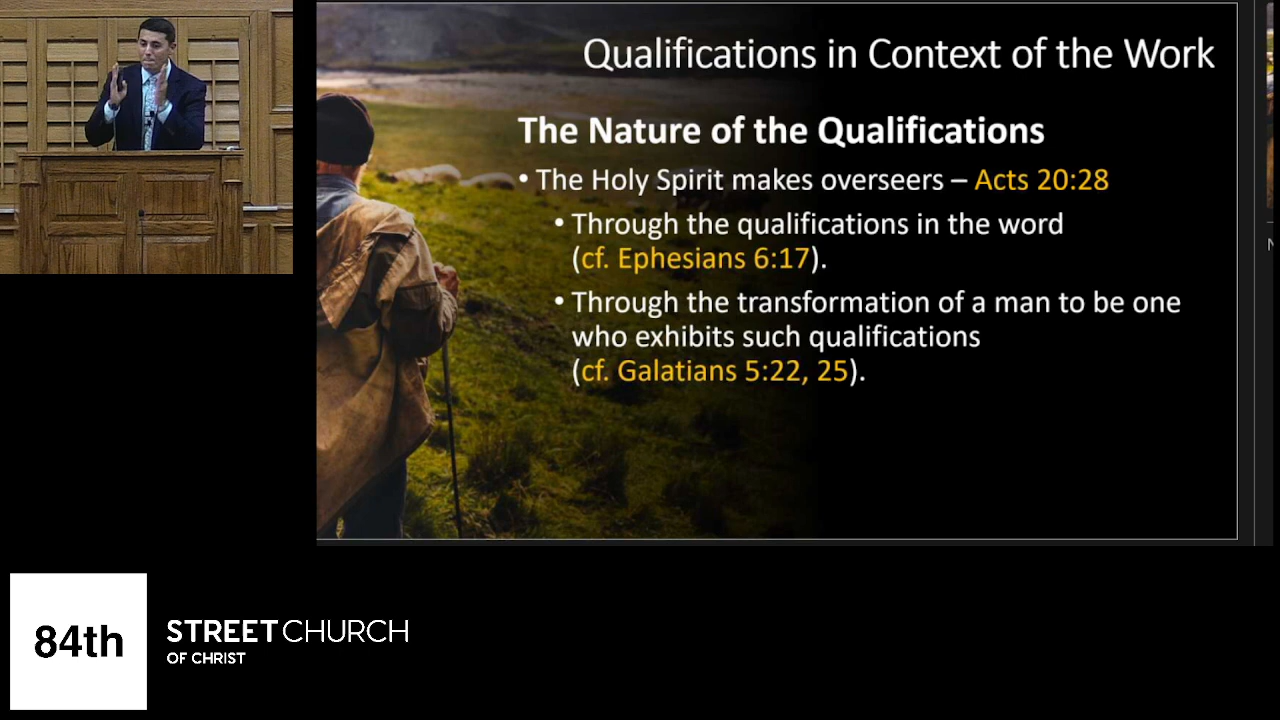 Qualifications in Context of the Work
The Nature of the Qualifications
• The Holy Spirit makes overseers – Acts 20:28
• Through the qualifications in the word
(cf. Ephesians 6:17).
• Through the transformation of a man to be one
who exhibits such qualifications
(cf. Galatians 5:22, 25).
84th
STREET CHURCH
OF CHRIST